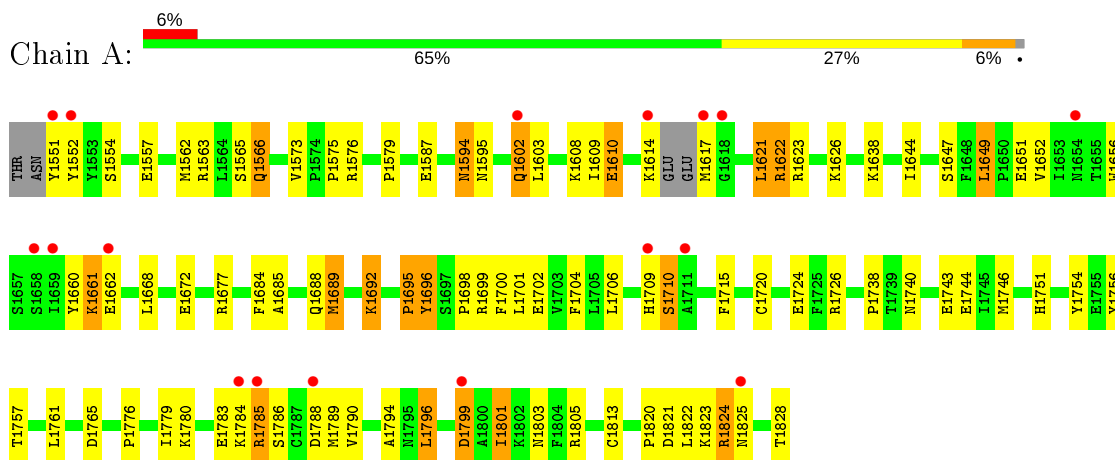 6%
Chain A:
65% 27% 6% •
THR ASN Y1551 Y1552 Y1553 S1554 E1557 M1562 R1563 L1564 S1565 Q1566 V1573 P1574 P1575 R1576 P1579 E1587 N1594 N1595 Q1602 L1603 K1608 I1609 E1610 K1614 GLU GLU M1617 G1618 L1621 R1622 R1623 K1626 K1638 I1644 S1647 F1648 L1649 P1650 E1651 V1652 I1653 N1654 T1655 W1656
S1657 S1658 I1659 Y1660 K1661 E1662 L1668 E1672 R1677 F1684 A1685 Q1688 M1689 K1692 P1695 Y1696 S1697 P1698 R1699 F1700 L1701 E1702 V1703 F1704 L1705 L1706 H1709 S1710 A1711 F1715 C1720 E1724 F1725 R1726 P1738 T1739 N1740 E1743 E1744 I1745 M1746 H1751 Y1754 E1755 Y1756
T1757 L1761 D1765 P1776 I1779 K1780 E1783 K1784 R1785 S1786 C1787 D1788 M1789 V1790 A1794 N1795 L1796 D1799 A1800 I1801 K1802 N1803 F1804 R1805 C1813 P1820 D1821 L1822 K1823 R1824 N1825 T1828